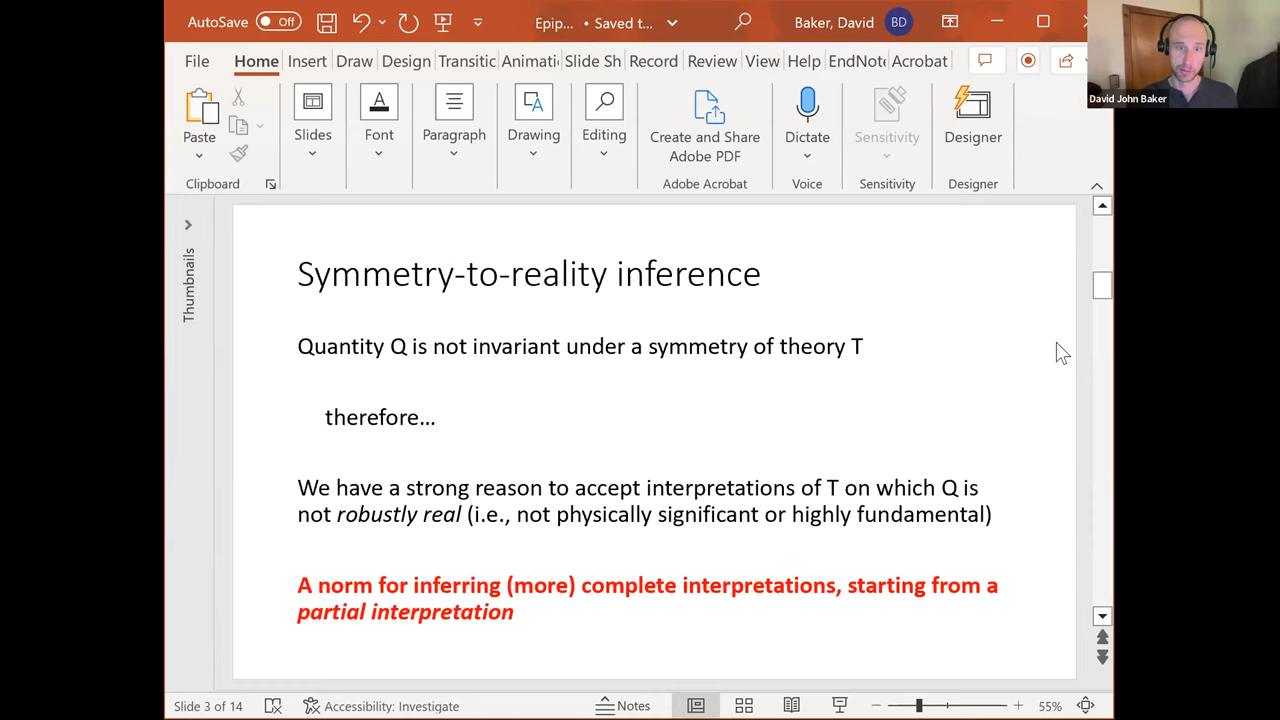 AutoSave Off Epip... • Saved t... Baker, David BD
File Home Insert Draw Design Transitic Animati Slide Sh Record Review View Help EndNote Acrobat
Paste Slides Font Paragraph Drawing Editing Create and Share Adobe PDF Dictate Sensitivity Designer
Clipboard Adobe Acrobat Voice Sensitivity Designer
David John Baker
Thumbnails
Symmetry-to-reality inference
Quantity Q is not invariant under a symmetry of theory T
therefore...
We have a strong reason to accept interpretations of T on which Q is
not robustly real (i.e., not physically significant or highly fundamental)
A norm for inferring (more) complete interpretations, starting from a
partial interpretation
Slide 3 of 14 Accessibility: Investigate Notes 55%